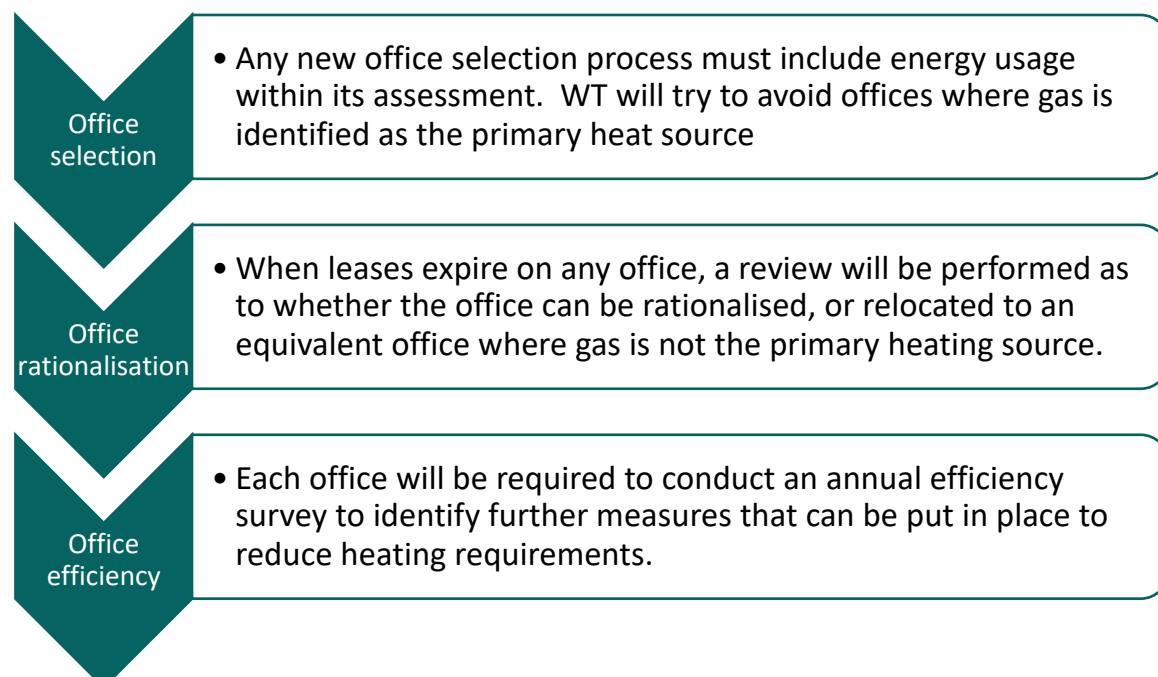 Office
selection
• Any new office selection process must include energy usage
within its assessment.  WT will try to avoid offices where gas is
identified as the primary heat source
Office
rationalisation
• When leases expire on any office, a review will be performed as
to whether the office can be rationalised, or relocated to an
equivalent office where gas is not the primary heating source.
Office
efficiency
• Each office will be required to conduct an annual efficiency
survey to identify further measures that can be put in place to
reduce heating requirements.